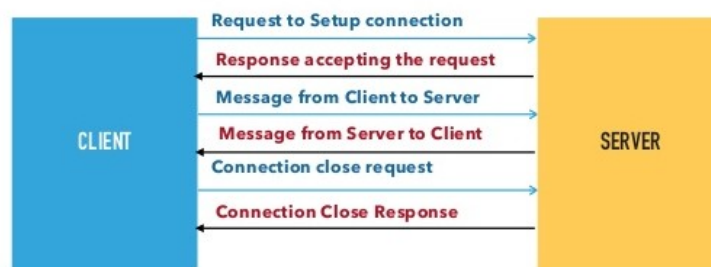 Request to Setup connection
Response accepting the request
Message from Client to Server
CLIENT
Message from Server to Client
SERVER
Connection close request
Connection Close Response